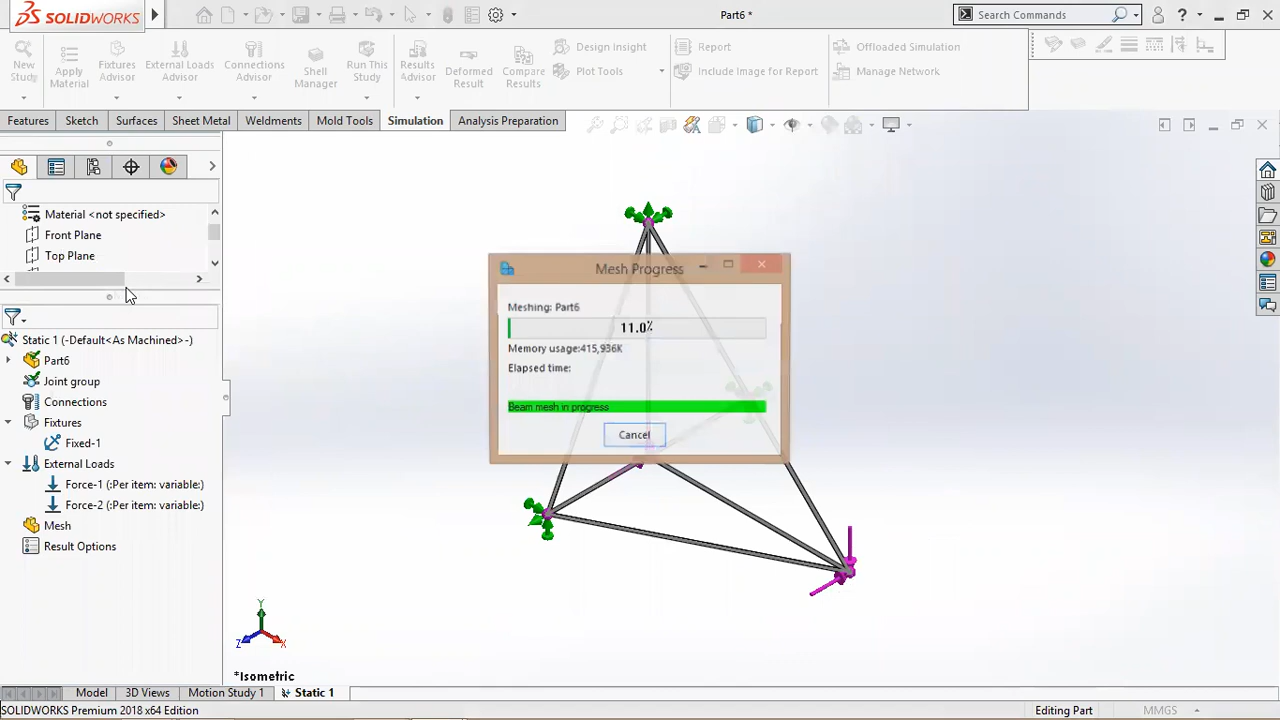 SOLIDWORKS
Part6 *
Search Commands
New Study
Apply Material
Fixtures Advisor
External Loads Advisor
Connections Advisor
Shell Manager
Run This Study
Results Advisor
Deformed Result
Compare Results
Design Insight
Plot Tools
Report
Include Image for Report
Offloaded Simulation
Manage Network
Features
Sketch
Surfaces
Sheet Metal
Weldments
Mold Tools
Simulation
Analysis Preparation
Material <not specified>
Front Plane
Top Plane
Static 1 (-Default<As Machined>-)
Part6
Joint group
Connections
Fixtures
Fixed-1
External Loads
Force-1 (:Per item: variable:)
Force-2 (:Per item: variable:)
Mesh
Result Options
Mesh Progress
Meshing: Part6
11.0%
Memory usage:415,936K
Elapsed time:
Beam mesh in progress
Cancel
Y
Z
X
*Isometric
Model
3D Views
Motion Study 1
Static 1
SOLIDWORKS Premium 2018 x64 Edition
Editing Part
MMGS